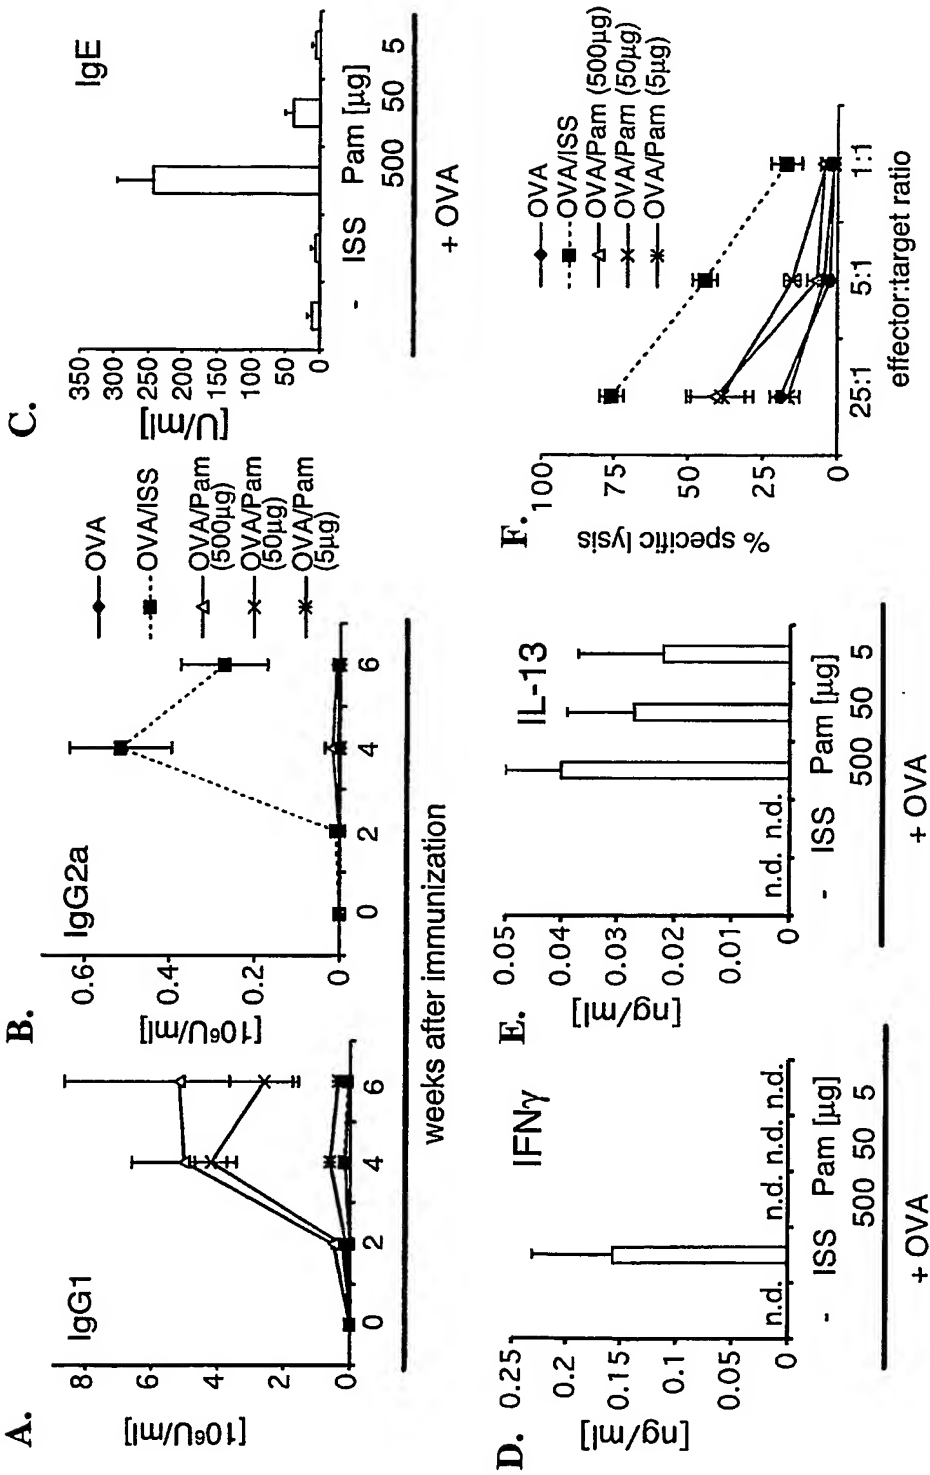 A.
IgG1
[10⁶U/ml]
8
6
4
2
0
0 2 4 6
B.
IgG2a
[10⁶U/ml]
0.6
0.4
0.2
0
0 2 4 6
weeks after immunization
OVA
OVA/ISS
OVA/Pam
(500µg)
OVA/Pam
(50µg)
OVA/Pam
(5µg)
C.
IgE
[U/ml]
350
300
250
200
150
100
50
0
- ISS Pam [µg]
500 50 5
+ OVA
D.
IFNγ
[ng/ml]
0.25
0.2
0.15
0.1
0.05
0
n.d. n.d. n.d. n.d.
- ISS Pam [µg]
500 50 5
+ OVA
E.
IL-13
[ng/ml]
0.05
0.04
0.03
0.02
0.01
0
n.d. n.d.
- ISS Pam [µg]
500 50 5
+ OVA
F.
% specific lysis
100
75
50
25
0
25:1 5:1 1:1
effector:target ratio
OVA
OVA/ISS
OVA/Pam (500µg)
OVA/Pam (50µg)
OVA/Pam (5µg)